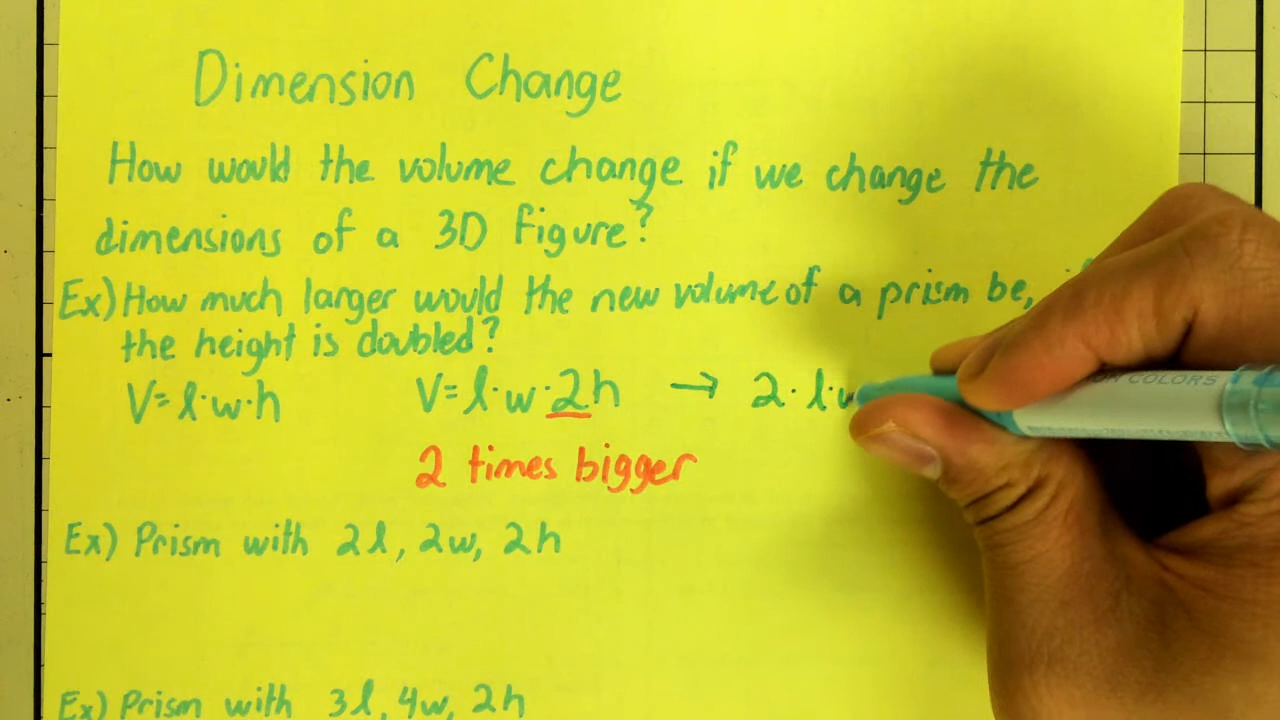 Dimension Change
How would the volume change if we change the
dimensions of a 3D figure?
Ex) How much larger would the new volume of a prism be,
the height is doubled?
V=l·w·h V=l·w·2h → 2·l·w
2 times bigger
Ex) Prism with 2l, 2w, 2h
Ex) Prism with 3l, 4w, 2h
COLORS